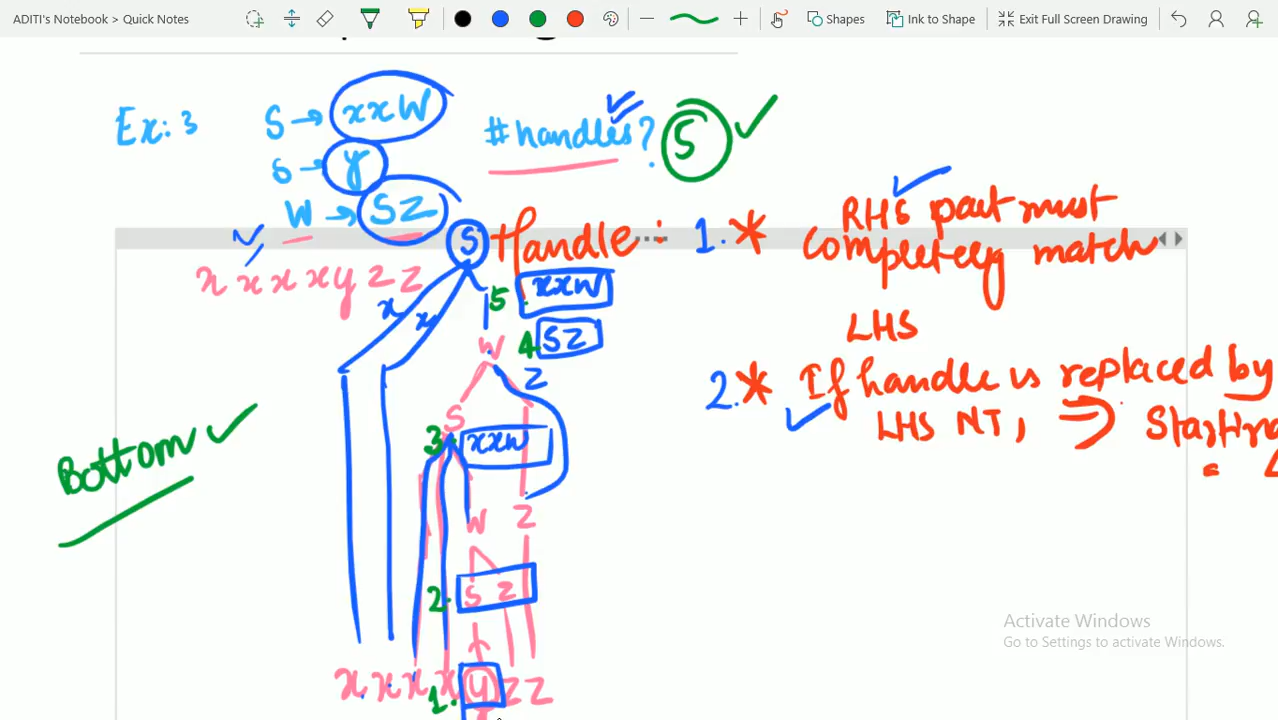 ADITI's Notebook > Quick Notes
Shapes
Ink to Shape
Exit Full Screen Drawing
Ex: 3
S → xxW
S → y
W → SZ
#handles?
5
S
Handle:
1. * RHS part must
completely match
x x x x y z z
LHS
2. * If handle is replaced by
LHS NT, ⇒ Starting
x x
5 xxW
W
4 SZ
Z
S
3 xxW
W Z
2. S Z
x x x x y z z
1.
Bottom
Activate Windows
Go to Settings to activate Windows.